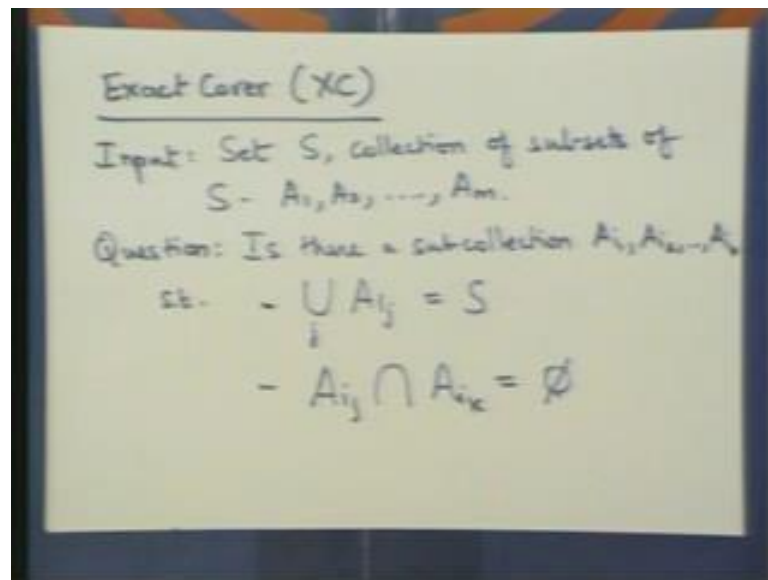 Exact Cover (XC)
Input: Set S, collection of subsets of
S - A₁, A₂, ...., Aₘ.
Question: Is there a subcollection Aᵢ₁, Aᵢ₂, .., Aᵢ
st. - ⋃ Aᵢⱼ = S
j
- Aᵢⱼ ⋂ Aᵢₖ = Ø